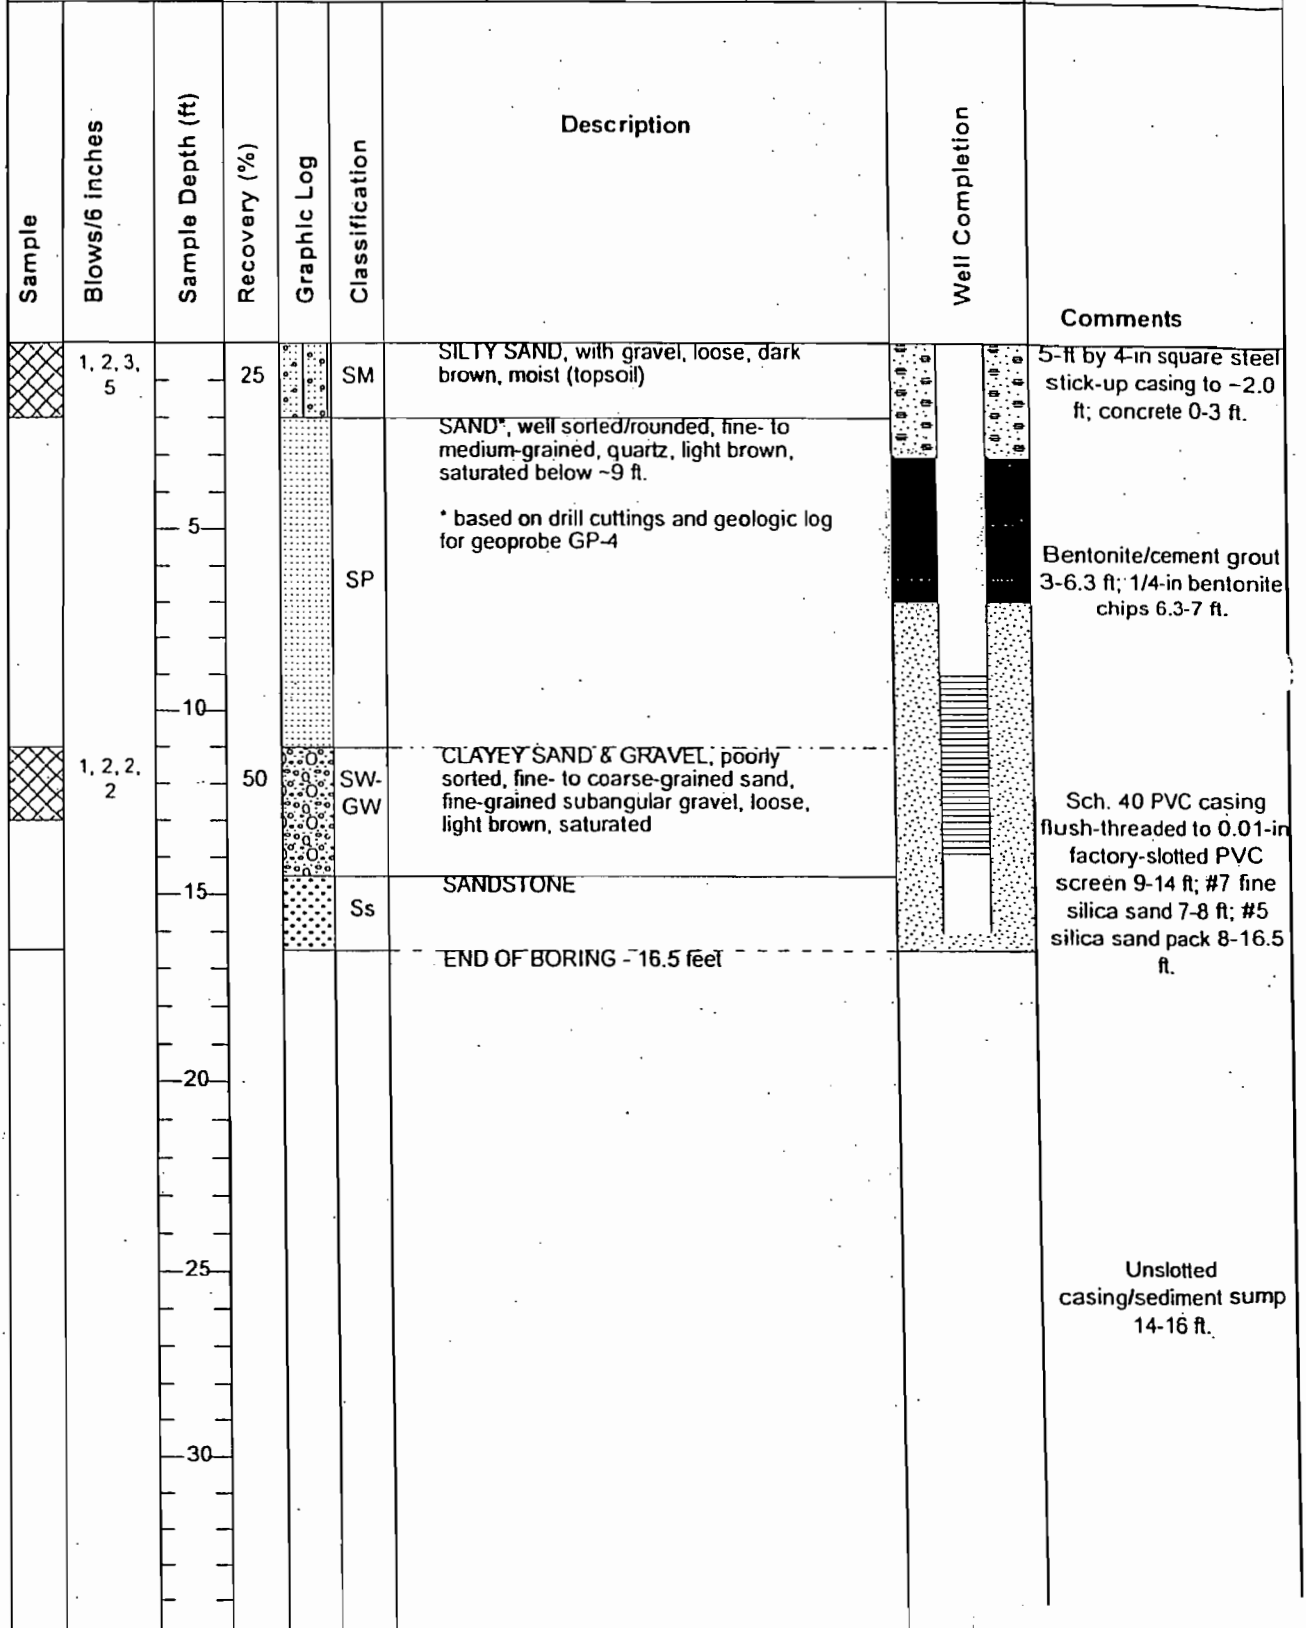 Sample
Blows/6 inches
Sample Depth (ft)
Recovery (%)
Graphic Log
Classification
Description
Well Completion
Comments
1, 2, 3,
5
25
SM
SILTY SAND, with gravel, loose, dark
brown, moist (topsoil)
5-ft by 4-in square steel
stick-up casing to ~2.0
ft; concrete 0-3 ft.
SAND*, well sorted/rounded, fine- to
medium-grained, quartz, light brown,
saturated below ~9 ft.
* based on drill cuttings and geologic log
for geoprobe GP-4
5
SP
Bentonite/cement grout
3-6.3 ft; 1/4-in bentonite
chips 6.3-7 ft.
10
1, 2, 2,
2
50
SW-
GW
CLAYEY SAND & GRAVEL, poorly
sorted, fine- to coarse-grained sand,
fine-grained subangular gravel, loose,
light brown, saturated
Sch. 40 PVC casing
flush-threaded to 0.01-in
factory-slotted PVC
screen 9-14 ft; #7 fine
silica sand 7-8 ft; #5
silica sand pack 8-16.5
ft.
15
Ss
SANDSTONE
END OF BORING - 16.5 feet
20
25
Unslotted
casing/sediment sump
14-16 ft.
30